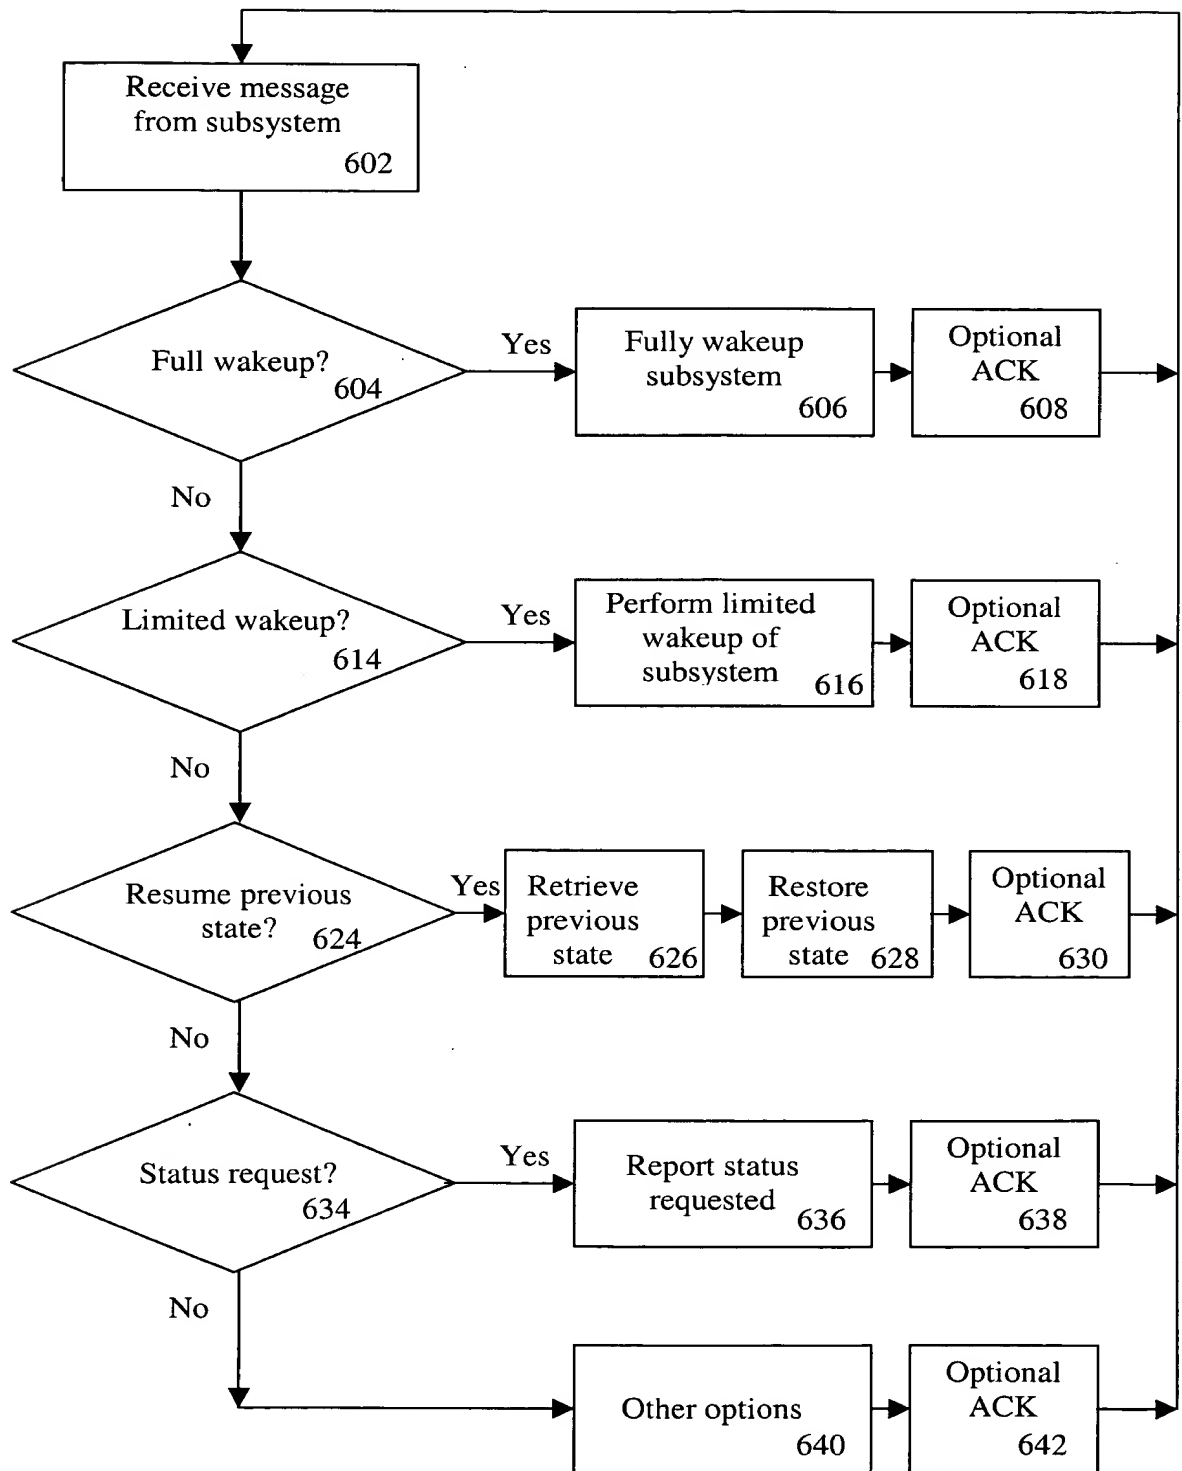 Receive message
from subsystem
602
Full wakeup?
604
Yes
Fully wakeup
subsystem
606
Optional
ACK
608
No
Limited wakeup?
614
Yes
Perform limited
wakeup of
subsystem
616
Optional
ACK
618
No
Resume previous
state?
624
Yes
Retrieve
previous
state
626
Restore
previous
state
628
Optional
ACK
630
No
Status request?
634
Yes
Report status
requested
636
Optional
ACK
638
No
Other options
640
Optional
ACK
642